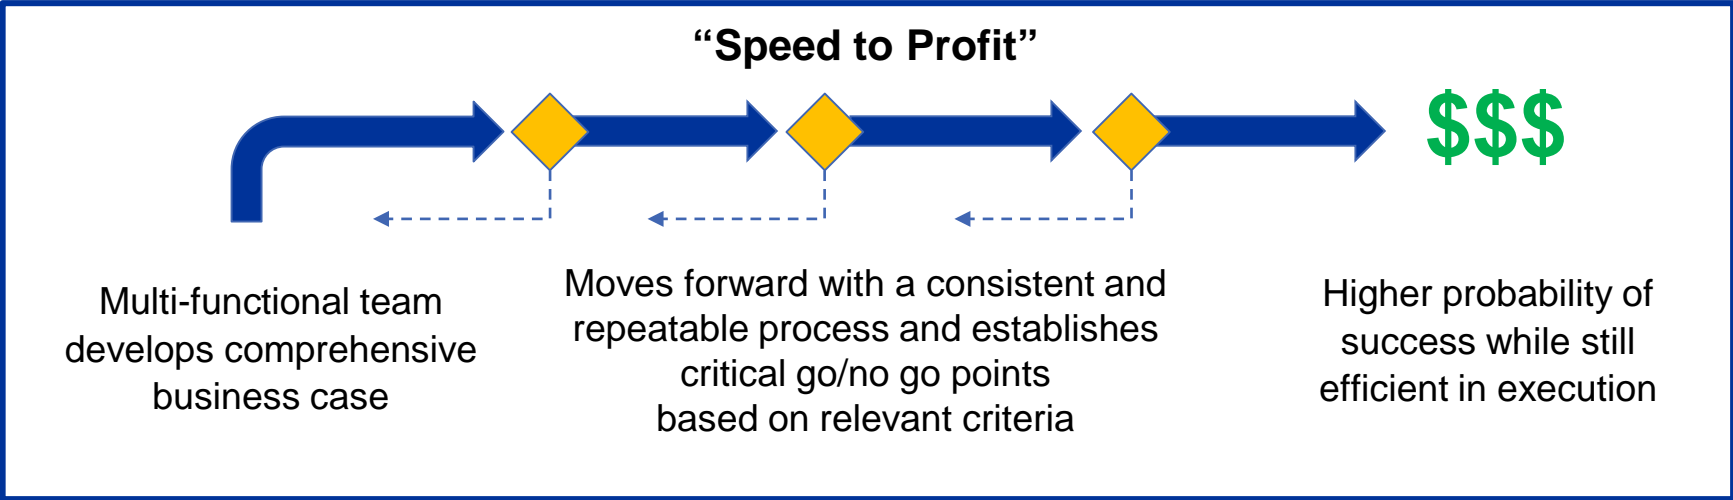 “Speed to Profit”
$$$
Multi-functional team
develops comprehensive
business case
Moves forward with a consistent and
repeatable process and establishes
critical go/no go points
based on relevant criteria
Higher probability of
success while still
efficient in execution